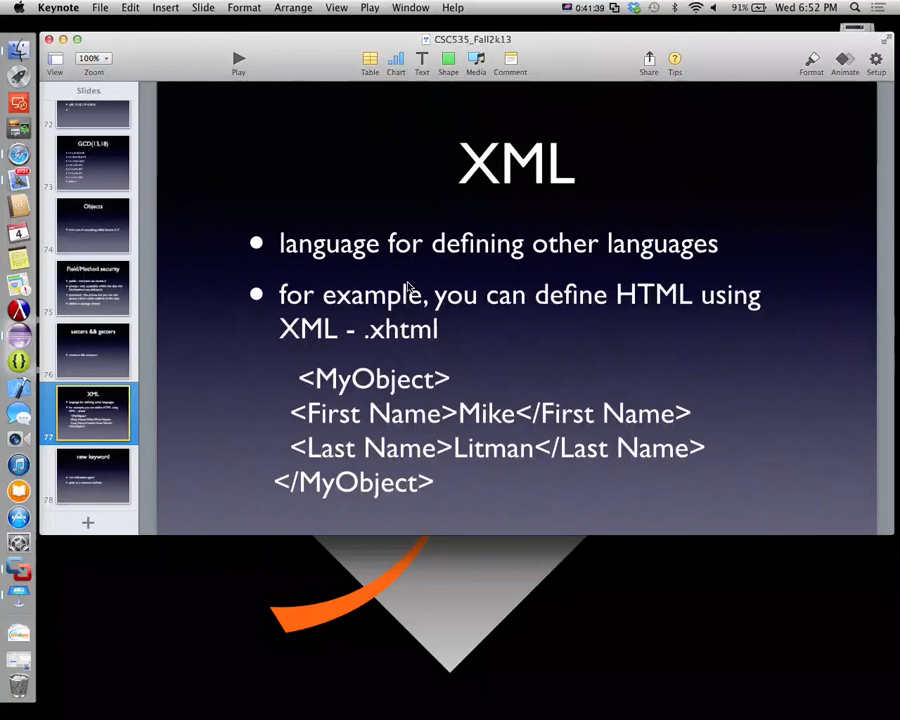 Keynote File Edit Insert Slide Format Arrange View Play Window Help 0:41:39 91% Wed 6:52 PM
CSC535_Fall2k13
100%
View Zoom Play Table Chart Text Shape Media Comment Share Tips Format Animate Setup
Slides
72
GCD(13,18)
73
Objects
74
Field/Method security
75
setters && getters
76
XML
77
new keyword
78
XML
language for defining other languages
for example, you can define HTML using
XML - .xhtml
<MyObject>
<First Name>Mike</First Name>
<Last Name>Litman</Last Name>
</MyObject>